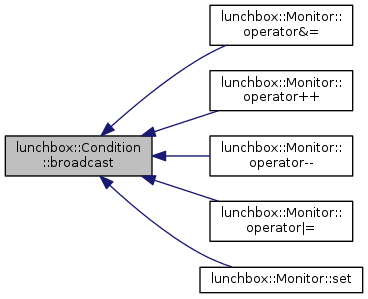 lunchbox::Monitor::
operator&=
lunchbox::Monitor::
operator++
lunchbox::Condition
::broadcast
lunchbox::Monitor::
operator--
lunchbox::Monitor::
operator|=
lunchbox::Monitor::set